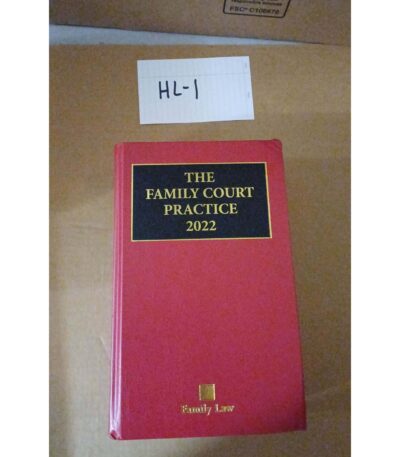 FSC® C108676
HL-1
THE
FAMILY COURT
PRACTICE
2022
Family Law